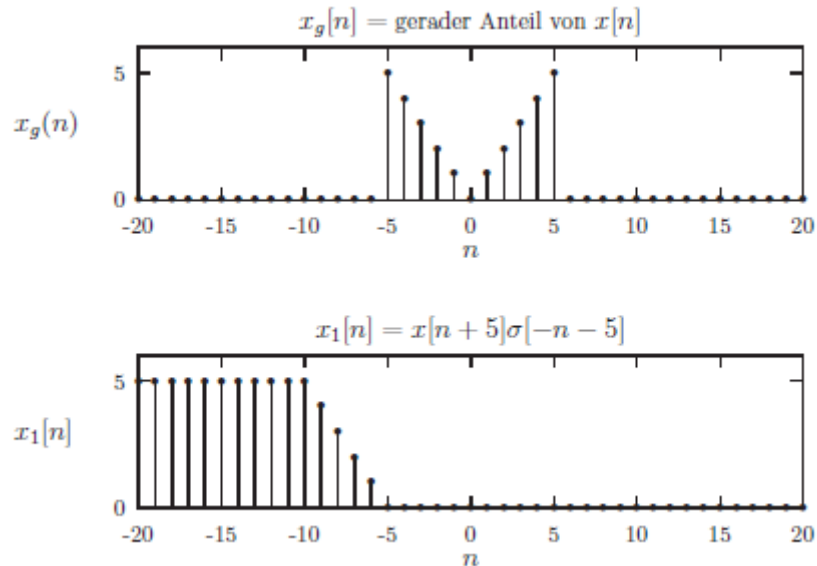 x_g[n] = gerader Anteil von x[n]
5
x_g(n)
0
-20 -15 -10 -5 0 5 10 15 20
n
x_1[n] = x[n + 5]σ[−n − 5]
5
x_1[n]
0
-20 -15 -10 -5 0 5 10 15 20
n